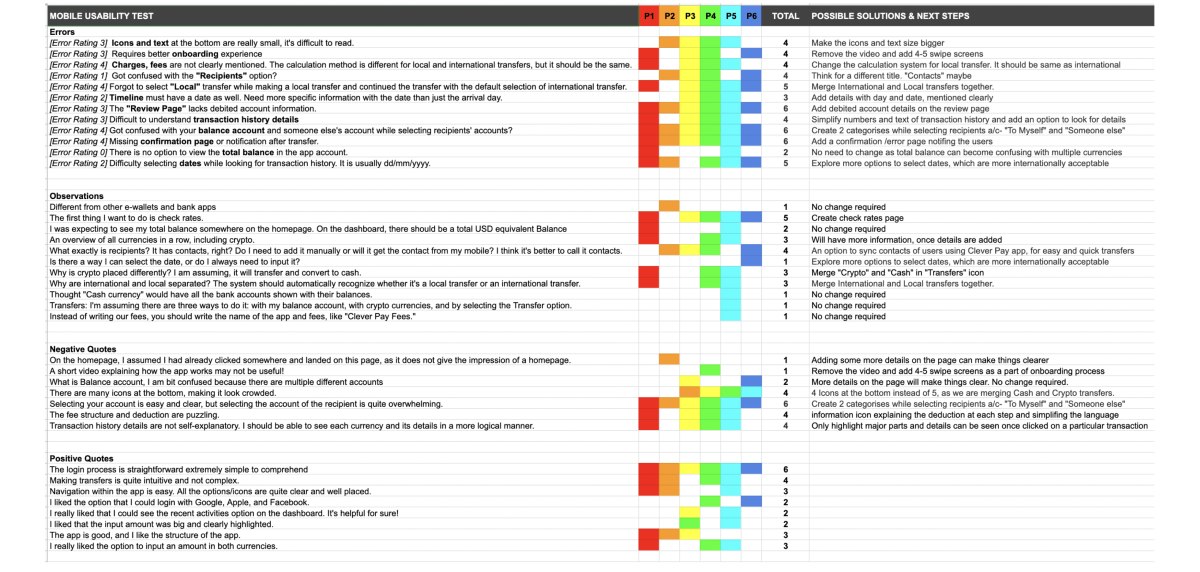 MOBILE USABILITY TEST P1 P2 P3 P4 P5 P6 TOTAL POSSIBLE SOLUTIONS & NEXT STEPS
Errors
[Error Rating 3] Icons and text at the bottom are really small, it's difficult to read. 4 Make the icons and text size bigger
[Error Rating 3] Requires better onboarding experience 4 Remove the video and add 4-5 swipe screens
[Error Rating 4] Charges, fees are not clearly mentioned. The calculation method is different for local and international transfers, but it should be the same. 4 Change the calculation system for local transfer. It should be same as international
[Error Rating 1] Got confused with the "Recipients" option? 4 Think for a different title. "Contacts" maybe
[Error Rating 4] Forgot to select "Local" transfer while making a local transfer and continued the transfer with the default selection of international transfer. 5 Merge International and Local transfers together.
[Error Rating 2] Timeline must have a date as well. Need more specific information with the date than just the arrival day. 3 Add details with day and date, mentioned clearly
[Error Rating 3] The "Review Page" lacks debited account information. 6 Add debited account details on the review page
[Error Rating 3] Difficult to understand transaction history details 4 Simplify numbers and text of transaction history and add an option to look for details
[Error Rating 4] Got confused with your balance account and someone else's account while selecting recipients' accounts? 6 Create 2 categorises while selecting recipients a/c- "To Myself" and "Someone else"
[Error Rating 4] Missing confirmation page or notification after transfer. 6 Add a confirmation /error page notifing the users
[Error Rating 0] There is no option to view the total balance in the app account. 2 No need to change as total balance can become confusing with multiple currencies
[Error Rating 2] Difficulty selecting dates while looking for transaction history. It is usually dd/mm/yyyy. 5 Explore more options to select dates, which are more internationally acceptable
Observations
Different from other e-wallets and bank apps 1 No change required
The first thing I want to do is check rates. 5 Create check rates page
I was expecting to see my total balance somewhere on the homepage. On the dashboard, there should be a total USD equivalent Balance 2 No change required
An overview of all currencies in a row, including crypto. 3 Will have more information, once details are added
What exactly is recipients? It has contacts, right? Do I need to add it manually or will it get the contact from my mobile? I think it's better to call it contacts. 4 An option to sync contacts of users using Clever Pay app, for easy and quick transfers
Is there a way I can select the date, or do I always need to input it? 1 Explore more options to select dates, which are more internationally acceptable
Why is crypto placed differently? I am assuming, it will transfer and convert to cash. 3 Merge "Crypto" and "Cash" in "Transfers" icon
Why are international and local separated? The system should automatically recognize whether it's a local transfer or an international transfer. 3 Merge International and Local transfers together.
Thought "Cash currency" would have all the bank accounts shown with their balances. 1 No change required
Transfers: I'm assuming there are three ways to do it: with my balance account, with crypto currencies, and by selecting the Transfer option. 1 No change required
Instead of writing our fees, you should write the name of the app and fees, like "Clever Pay Fees." 1 No change required
Negative Quotes
On the homepage, I assumed I had already clicked somewhere and landed on this page, as it does not give the impression of a homepage. 1 Adding some more details on the page can make things clearer
A short video explaining how the app works may not be useful! 1 Remove the video and add 4-5 swipe screens as a part of onboarding process
What is Balance account, I am bit confused because there are multiple different accounts 2 More details on the page will make things clear. No change required.
There are many icons at the bottom, making it look crowded. 4 4 Icons at the bottom instead of 5, as we are merging Cash and Crypto transfers.
Selecting your account is easy and clear, but selecting the account of the recipient is quite overwhelming. 6 Create 2 categorises while selecting recipients a/c- "To Myself" and "Someone else"
The fee structure and deduction are puzzling. 4 information icon explaining the deduction at each step and simplifing the language
Transaction history details are not self-explanatory. I should be able to see each currency and its details in a more logical manner. 4 Only highlight major parts and details can be seen once clicked on a particular transaction
Positive Quotes
The login process is straightforward extremely simple to comprehend 6
Making transfers is quite intuitive and not complex. 4
Navigation within the app is easy. All the options/icons are quite clear and well placed. 3
I liked the option that I could login with Google, Apple, and Facebook. 2
I really liked that I could see the recent activities option on the dashboard. It's helpful for sure! 2
I liked that the input amount was big and clearly highlighted. 2
The app is good, and I like the structure of the app. 3
I really liked the option to input an amount in both currencies. 3